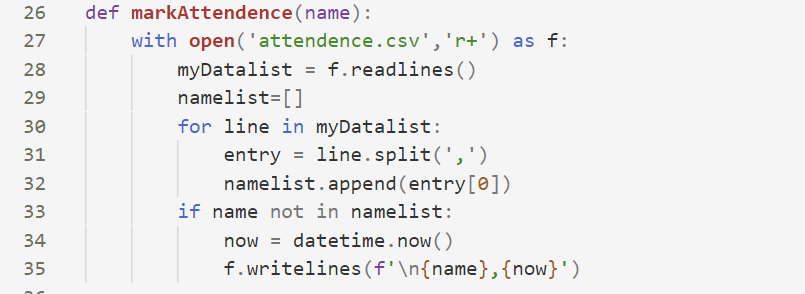 26 def markAttendence(name):
27     with open('attendence.csv','r+') as f:
28         myDatalist = f.readlines()
29         namelist=[]
30         for line in myDatalist:
31             entry = line.split(',')
32             namelist.append(entry[0])
33         if name not in namelist:
34             now = datetime.now()
35             f.writelines(f'\n{name},{now}')